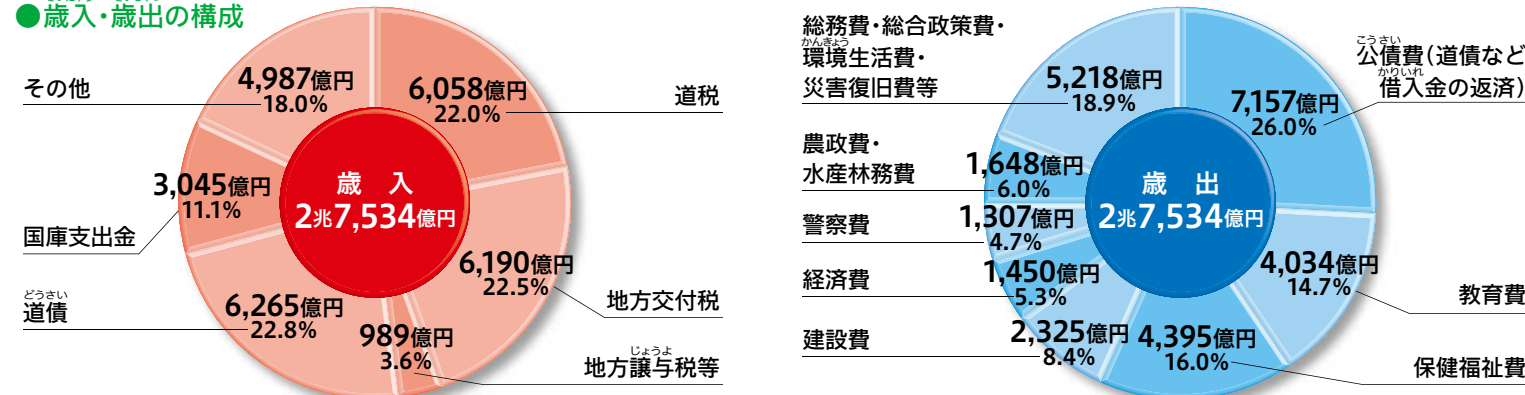 ●歳入・歳出の構成
その他
4,987億円
18.0%
6,058億円
22.0%
道税
3,045億円
11.1%
国庫支出金
歳 入
2兆7,534億円
6,190億円
22.5%
地方交付税
どうさい
道債
6,265億円
22.8%
989億円
3.6%
じょうよ
地方譲与税等
総務費・総合政策費・
かんきょう
環境生活費・
災害復旧費等
5,218億円
18.9%
7,157億円
26.0%
こうさい
公債費(道債など
かりいれ
借入金の返済)
農政費・
水産林務費
1,648億円
6.0%
歳 出
2兆7,534億円
警察費
1,307億円
4.7%
経済費
1,450億円
5.3%
4,034億円
14.7%
教育費
建設費
2,325億円
8.4%
4,395億円
16.0%
保健福祉費